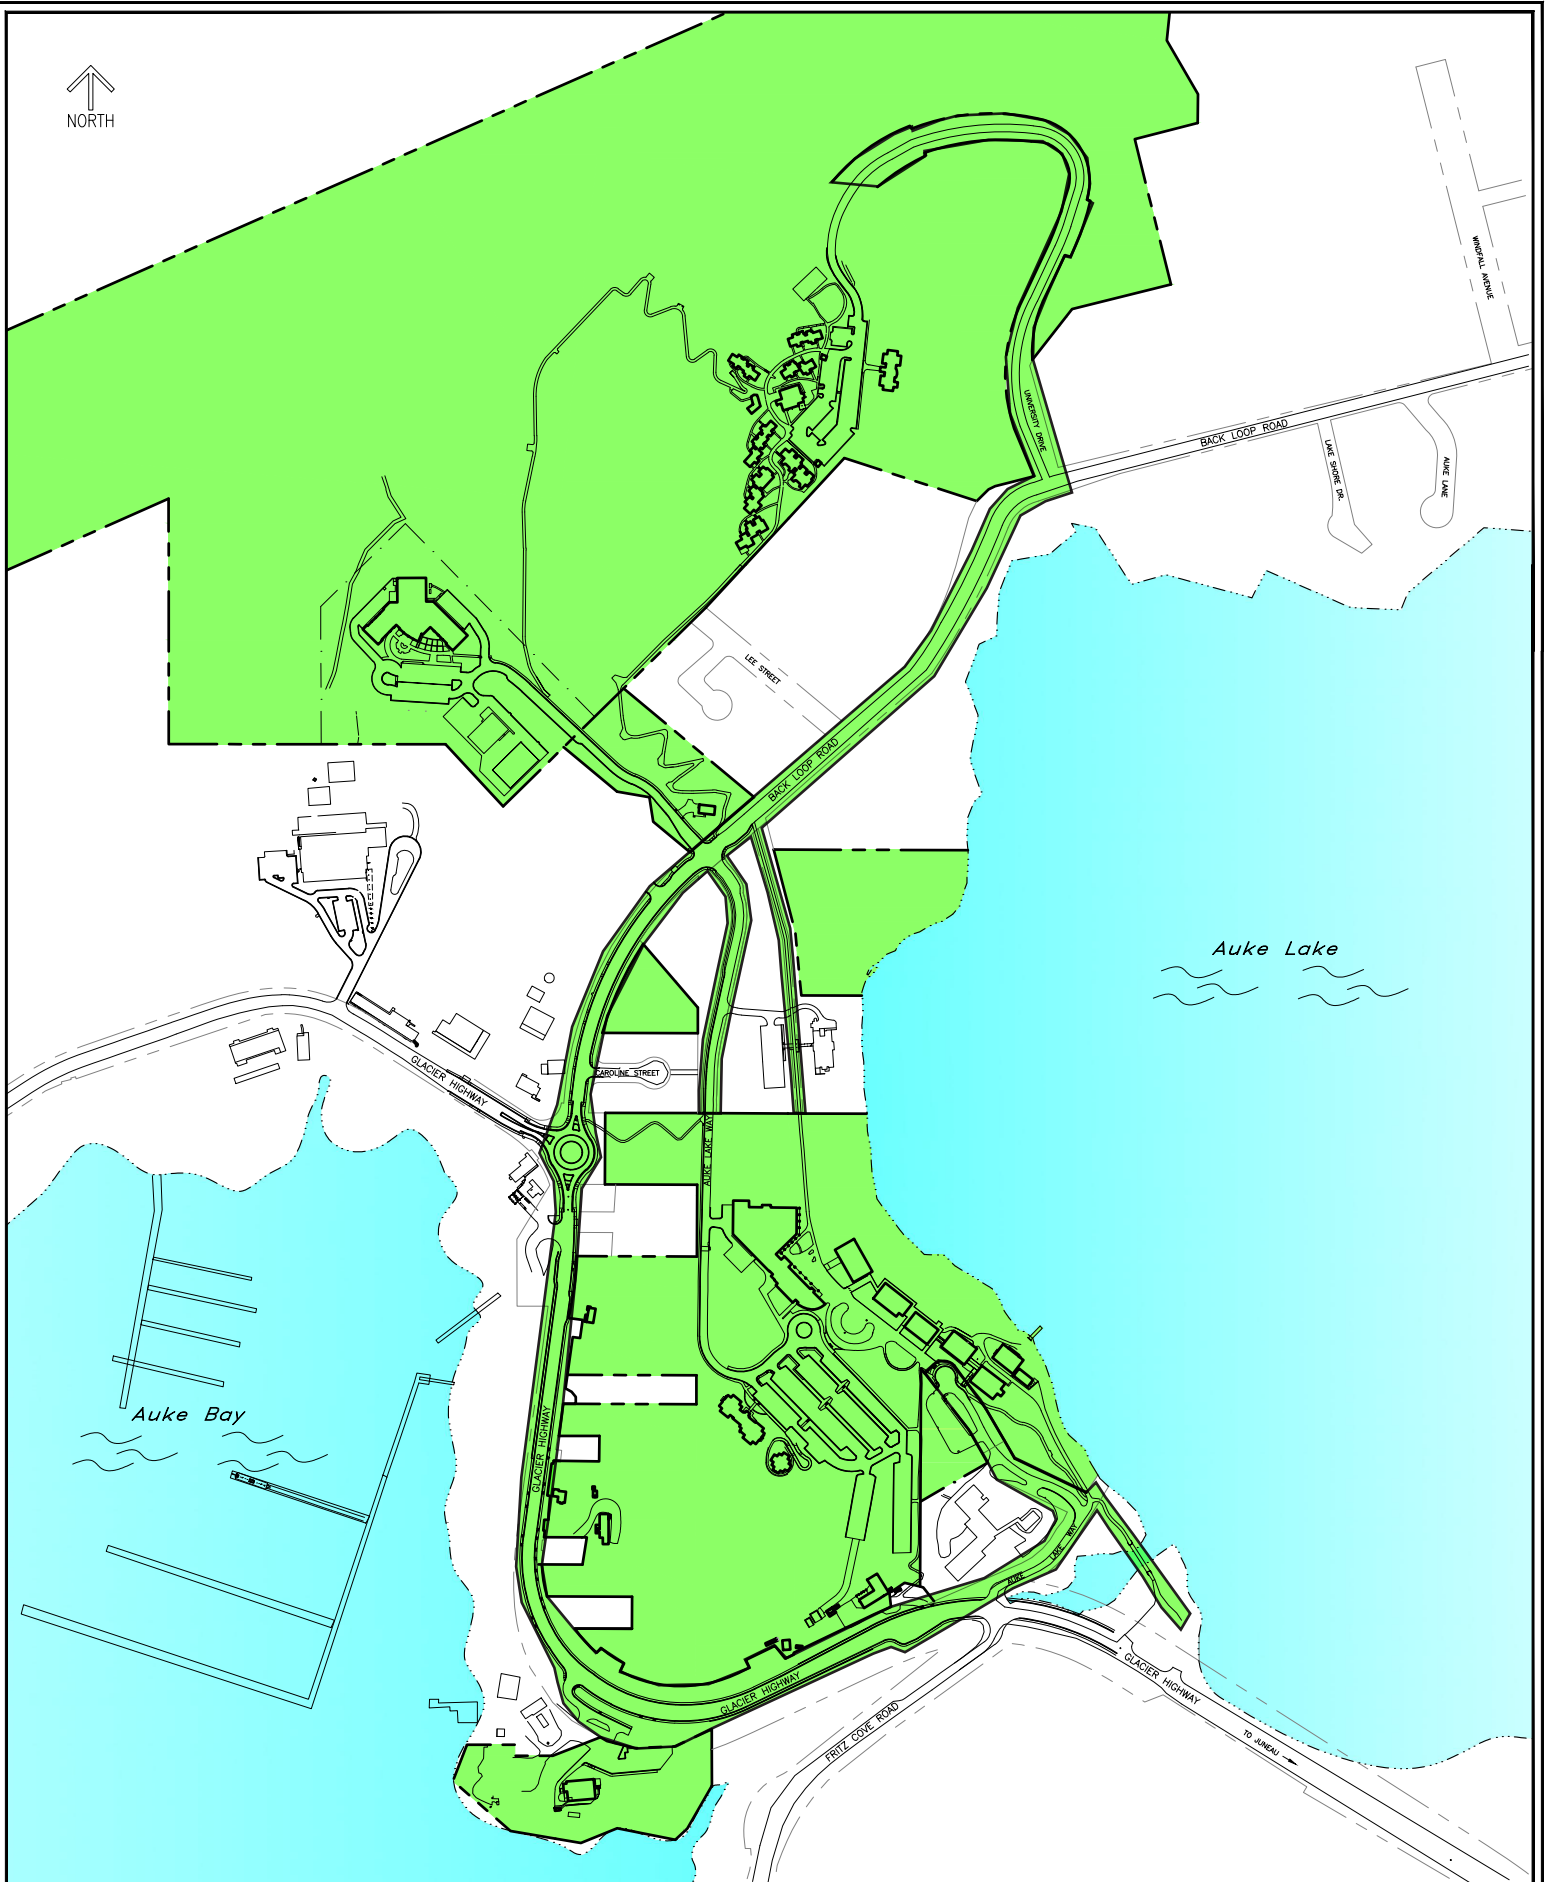 NORTH
WINDFALL AVENUE
UNIVERSITY DRIVE
BACK LOOP ROAD
LAKE SHORE DR.
AUKE LANE
LEE STREET
BACK LOOP ROAD
Auke Lake
GLACIER HIGHWAY
CAROLINE STREET
AUKE LAKE WAY
Auke Bay
GLACIER HIGHWAY
AUKE LAKE WAY
GLACIER HIGHWAY
GLACIER HIGHWAY
FRITZ COVE ROAD
TO JUNEAU